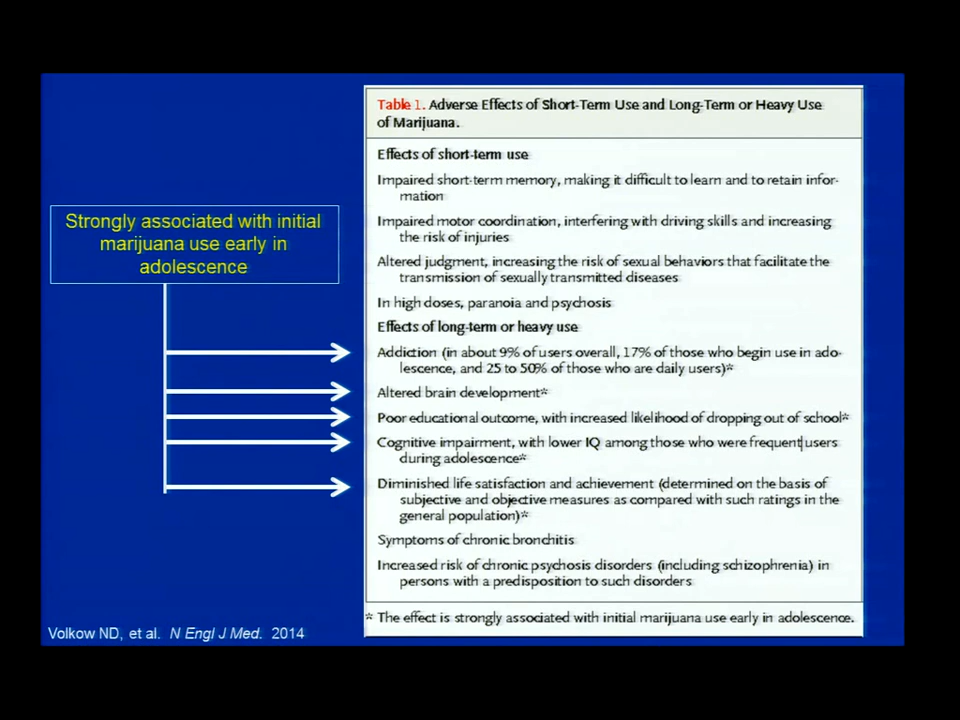 Strongly associated with initial
marijuana use early in
adolescence
Table 1. Adverse Effects of Short-Term Use and Long-Term or Heavy Use
of Marijuana.
Effects of short-term use
Impaired short-term memory, making it difficult to learn and to retain infor-
mation
Impaired motor coordination, interfering with driving skills and increasing
the risk of injuries
Altered judgment, increasing the risk of sexual behaviors that facilitate the
transmission of sexually transmitted diseases
In high doses, paranoia and psychosis
Effects of long-term or heavy use
Addiction (in about 9% of users overall, 17% of those who begin use in ado-
lescence, and 25 to 50% of those who are daily users)*
Altered brain development*
Poor educational outcome, with increased likelihood of dropping out of school*
Cognitive impairment, with lower IQ among those who were frequent users
during adolescence*
Diminished life satisfaction and achievement (determined on the basis of
subjective and objective measures as compared with such ratings in the
general population)*
Symptoms of chronic bronchitis
Increased risk of chronic psychosis disorders (including schizophrenia) in
persons with a predisposition to such disorders
* The effect is strongly associated with initial marijuana use early in adolescence.
Volkow ND, et al. N Engl J Med. 2014